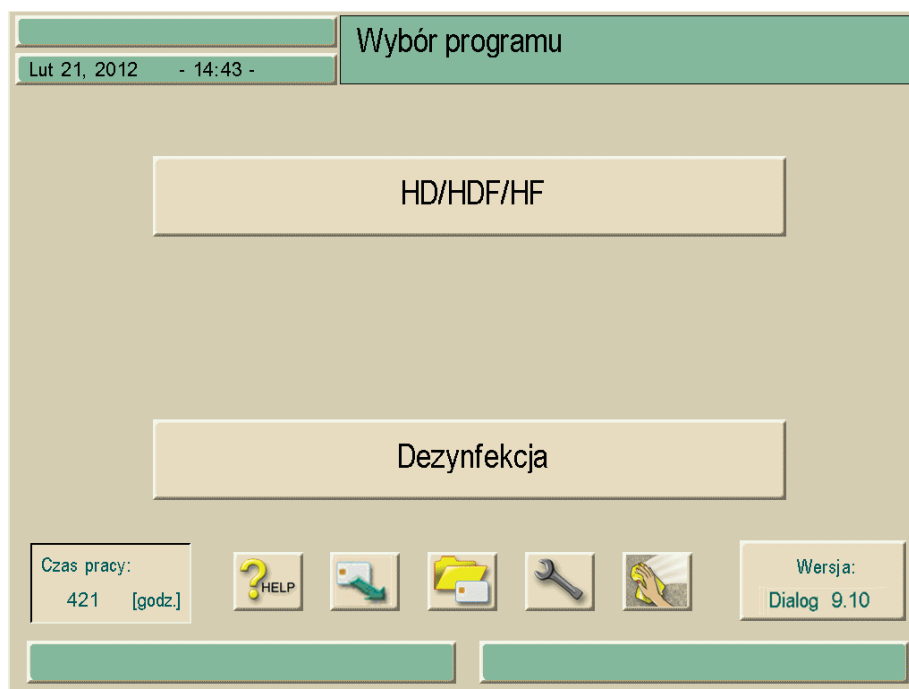 Wybór programu
Lut 21, 2012 - 14:43 -
HD/HDF/HF
Dezynfekcja
Czas pracy:
421 [godz.]
HELP
Wersja:
Dialog 9.10